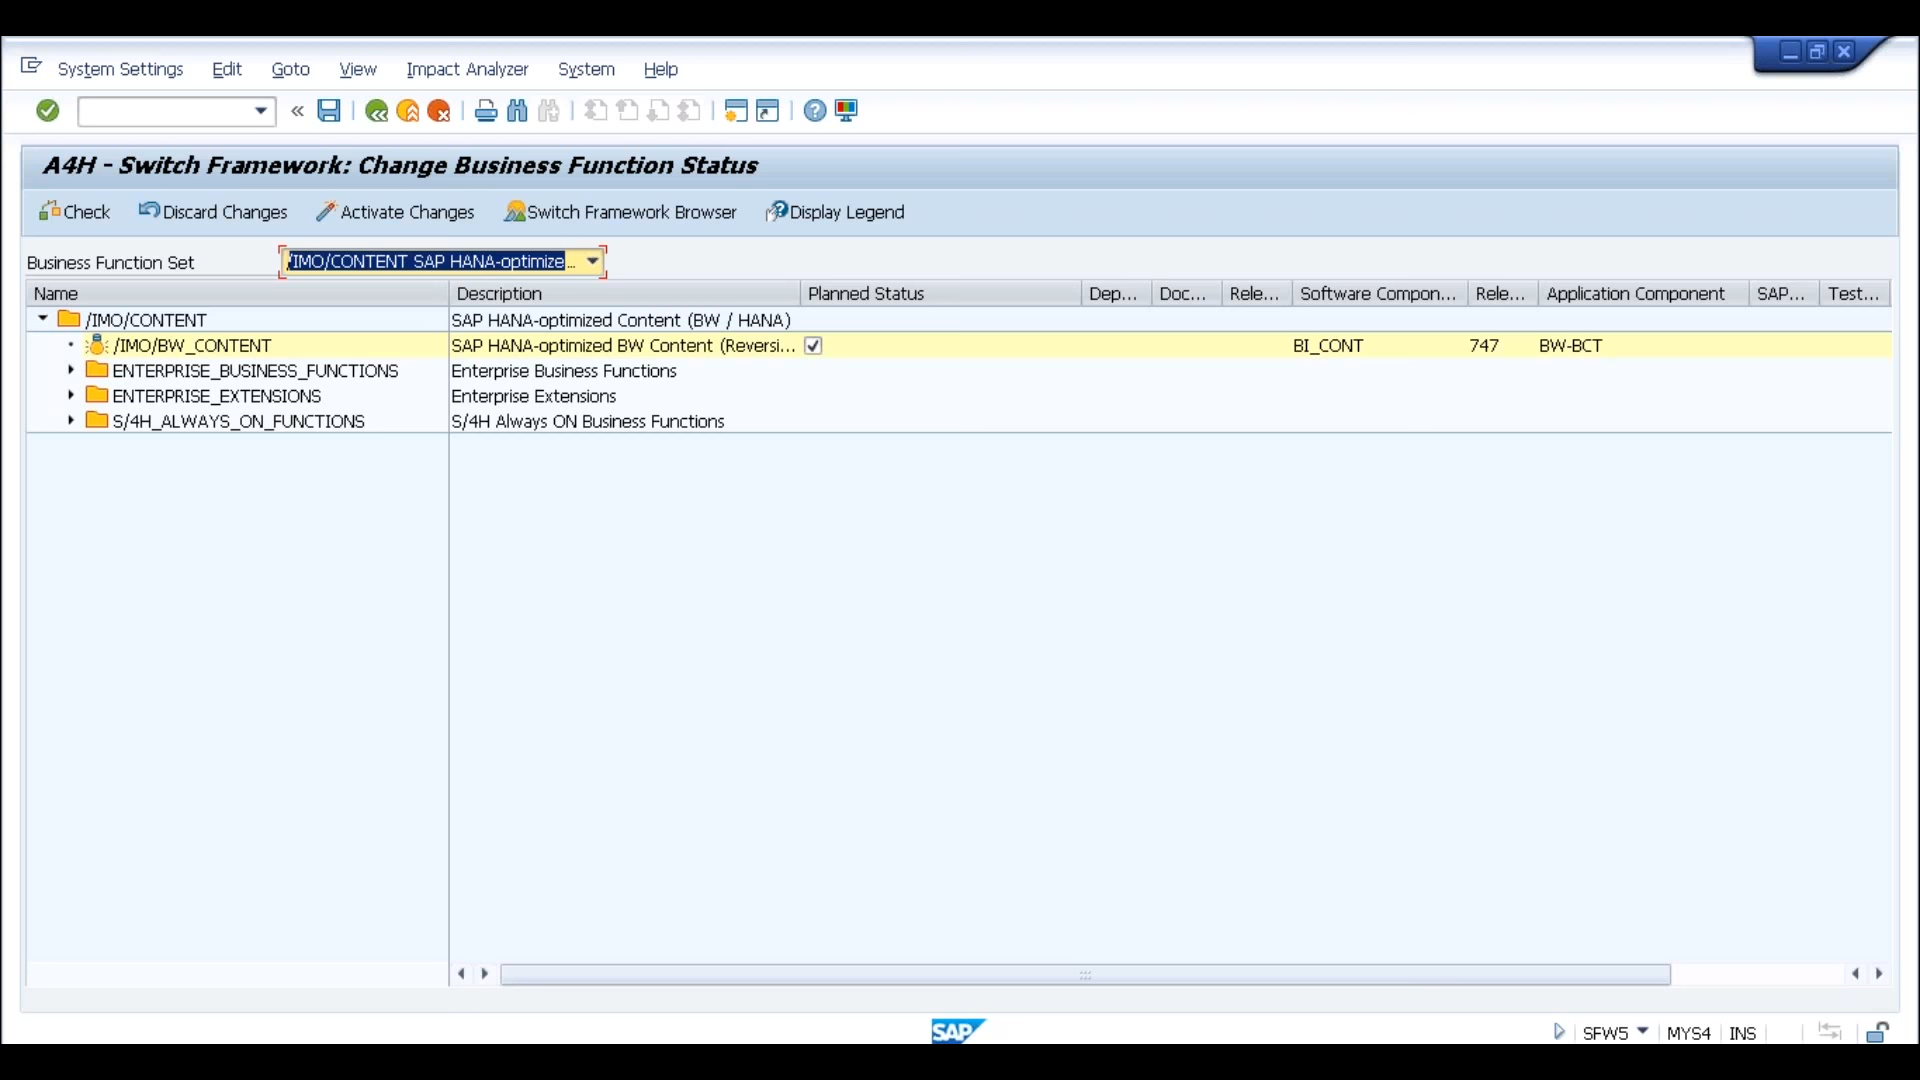 System Settings Edit Goto View Impact Analyzer System Help
A4H - Switch Framework: Change Business Function Status
Check Discard Changes Activate Changes Switch Framework Browser Display Legend
Business Function Set /IMO/CONTENT SAP HANA-optimize...
Name Description Planned Status Dep... Doc... Rele... Software Compon... Rele... Application Component SAP... Test...
/IMO/CONTENT SAP HANA-optimized Content (BW / HANA)
/IMO/BW_CONTENT SAP HANA-optimized BW Content (Reversi... BI_CONT 747 BW-BCT
ENTERPRISE_BUSINESS_FUNCTIONS Enterprise Business Functions
ENTERPRISE_EXTENSIONS Enterprise Extensions
S/4H_ALWAYS_ON_FUNCTIONS S/4H Always ON Business Functions
SAP SFW5 MYS4 INS